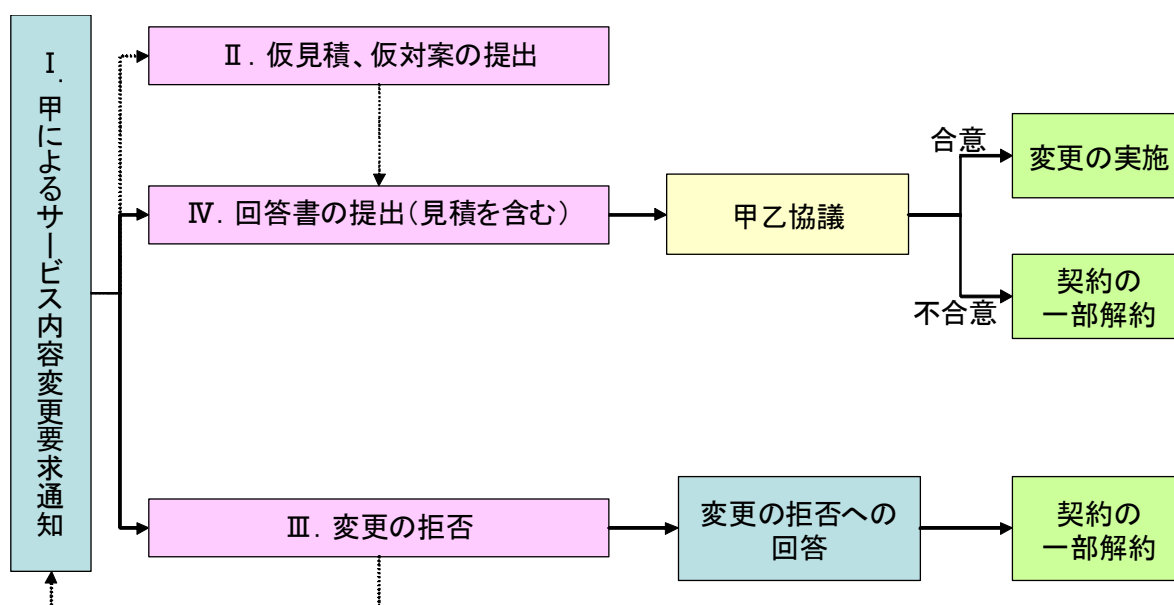 Ⅰ．甲によるサービス内容変更要求通知
Ⅱ．仮見積、仮対案の提出
Ⅳ．回答書の提出（見積を含む）
甲乙協議
合意
変更の実施
不合意
契約の
一部解約
Ⅲ．変更の拒否
変更の拒否への
回答
契約の
一部解約